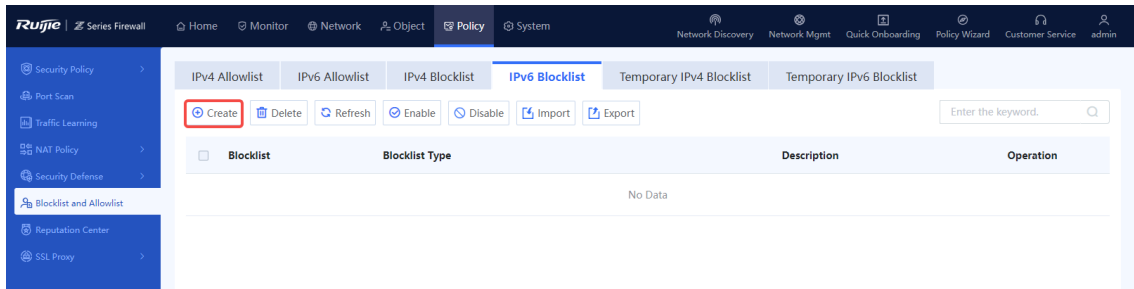 Ruijie | Z Series Firewall Home Monitor Network Object Policy System Network Discovery Network Mgmt Quick Onboarding Policy Wizard Customer Service admin
Security Policy
Port Scan
Traffic Learning
NAT Policy
Security Defense
Blocklist and Allowlist
Reputation Center
SSL Proxy
IPv4 Allowlist IPv6 Allowlist IPv4 Blocklist IPv6 Blocklist Temporary IPv4 Blocklist Temporary IPv6 Blocklist
Create Delete Refresh Enable Disable Import Export Enter the keyword.
Blocklist Blocklist Type Description Operation
No Data